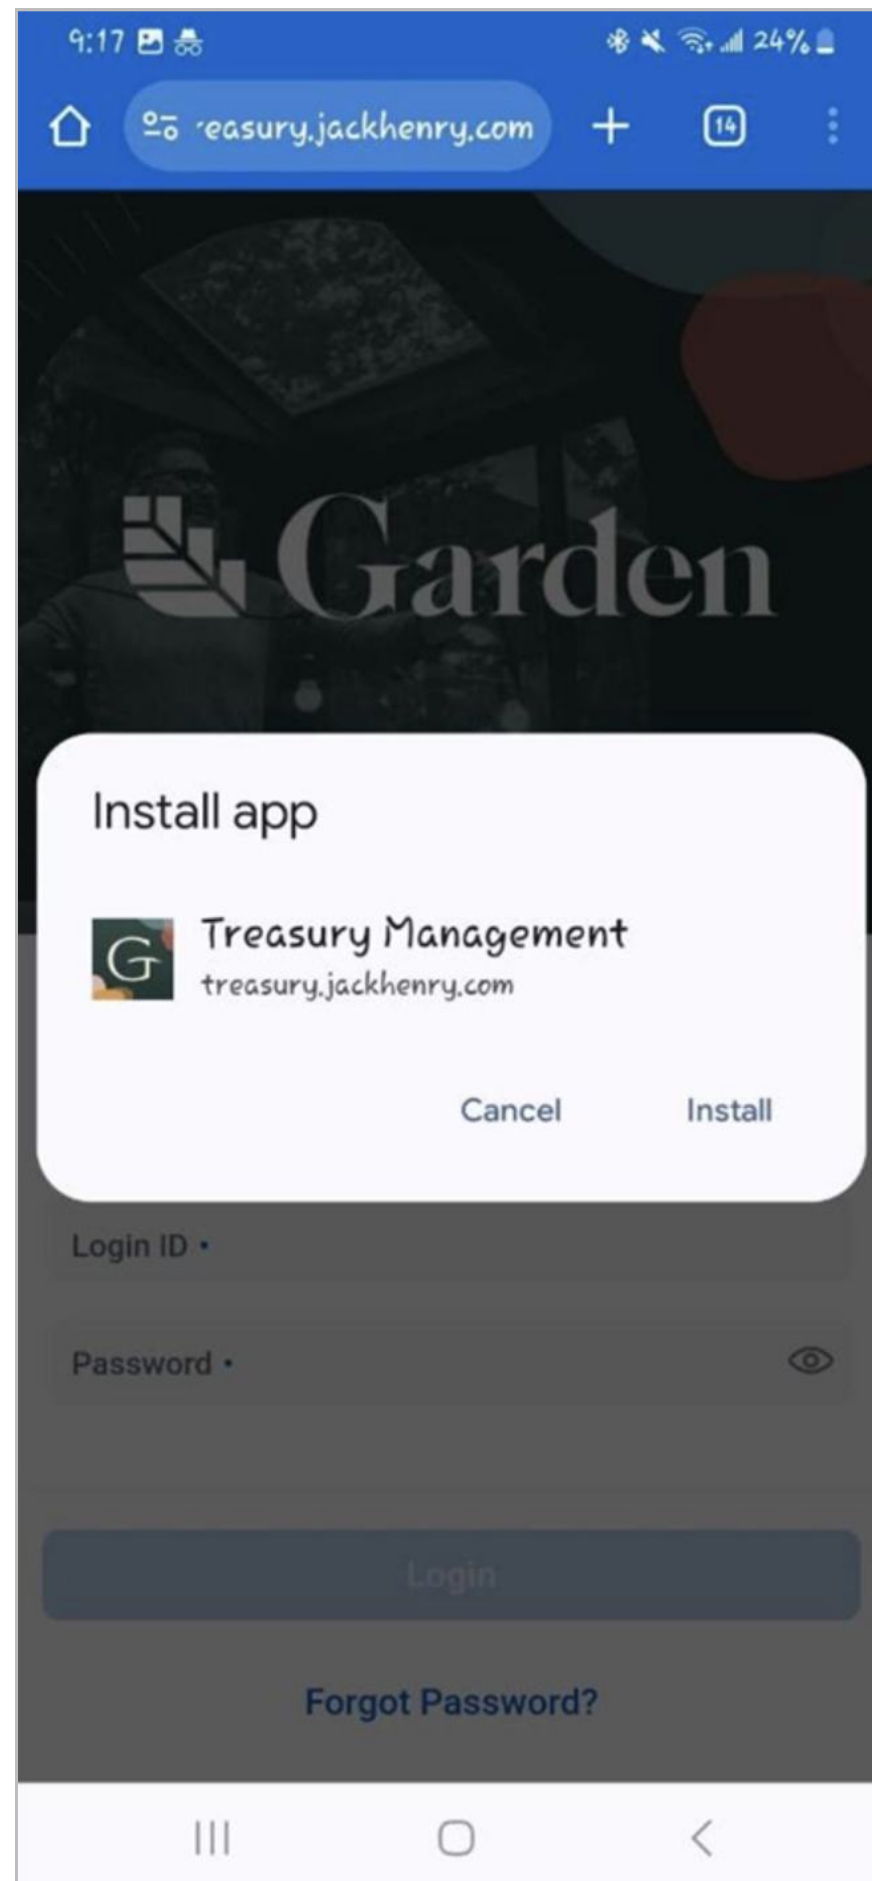 9:17 24%
easury.jackhenry.com 14
Garden
Install app
G
Treasury Management
treasury.jackhenry.com
Cancel Install
Login ID •
Password •
Login
Forgot Password?